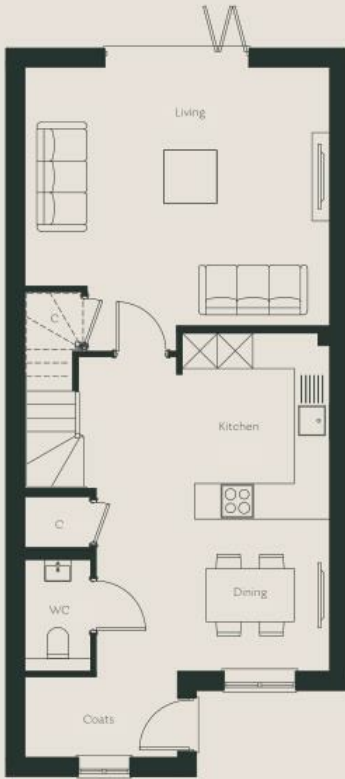 Living
C
Kitchen
C
Dining
WC
Coats